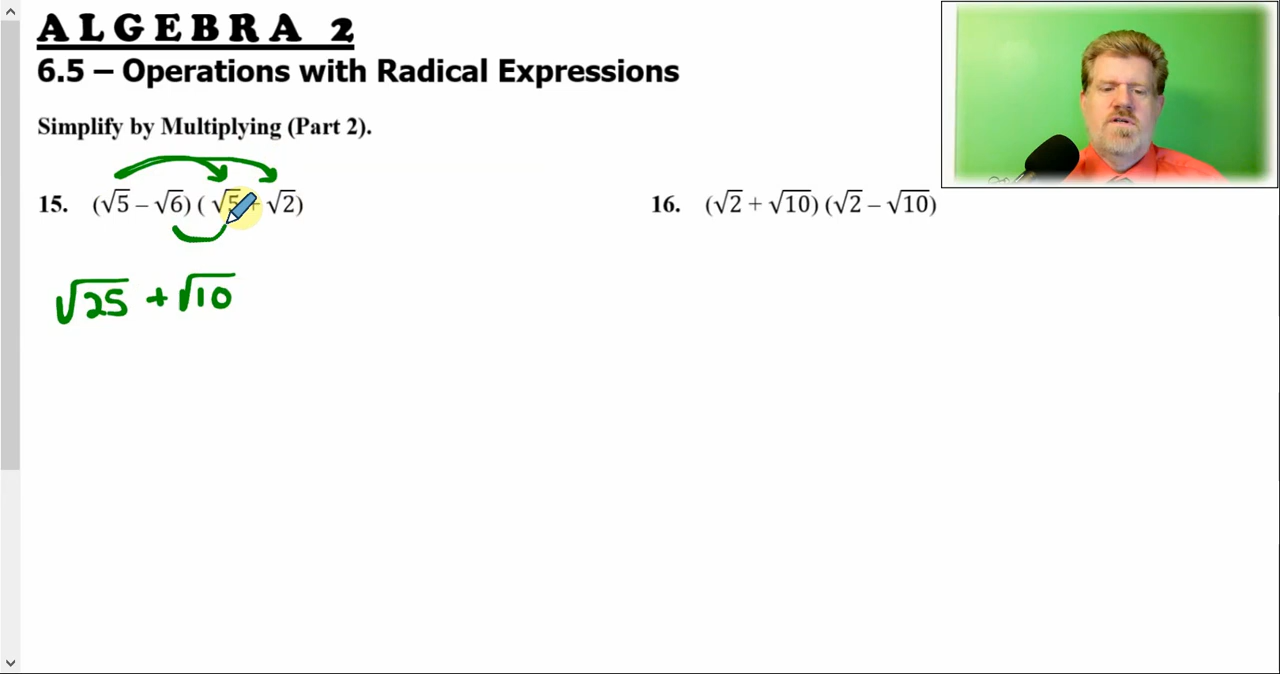 ALGEBRA 2
6.5 – Operations with Radical Expressions
Simplify by Multiplying (Part 2).
15. (√5 – √6) ( √5 + √2)
16. (√2 + √10) (√2 – √10)
√25 + √10